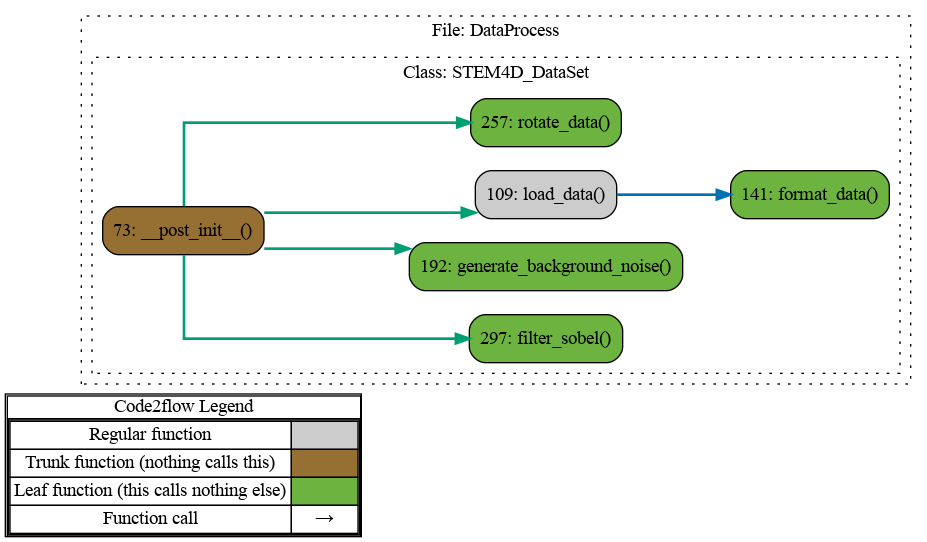 File: DataProcess
Class: STEM4D_DataSet
257: rotate_data()
109: load_data()
141: format_data()
73: __post_init__()
192: generate_background_noise()
297: filter_sobel()
Code2flow Legend
Regular function
Trunk function (nothing calls this)
Leaf function (this calls nothing else)
Function call →